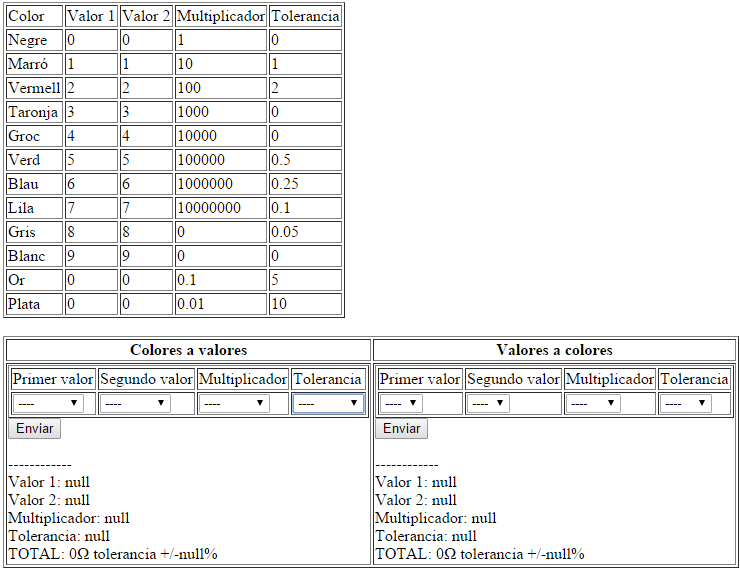 Color Valor 1 Valor 2 Multiplicador Tolerancia
Negre 0 0 1 0
Marró 1 1 10 1
Vermell 2 2 100 2
Taronja 3 3 1000 0
Groc 4 4 10000 0
Verd 5 5 100000 0.5
Blau 6 6 1000000 0.25
Lila 7 7 10000000 0.1
Gris 8 8 0 0.05
Blanc 9 9 0 0
Or 0 0 0.1 5
Plata 0 0 0.01 10
Colores a valores
Primer valor Segundo valor Multiplicador Tolerancia
---- ---- ---- ----
Enviar
------------
Valor 1: null
Valor 2: null
Multiplicador: null
Tolerancia: null
TOTAL: 0Ω tolerancia +/-null%
Valores a colores
Primer valor Segundo valor Multiplicador Tolerancia
---- ---- ---- ----
Enviar
------------
Valor 1: null
Valor 2: null
Multiplicador: null
Tolerancia: null
TOTAL: 0Ω tolerancia +/-null%